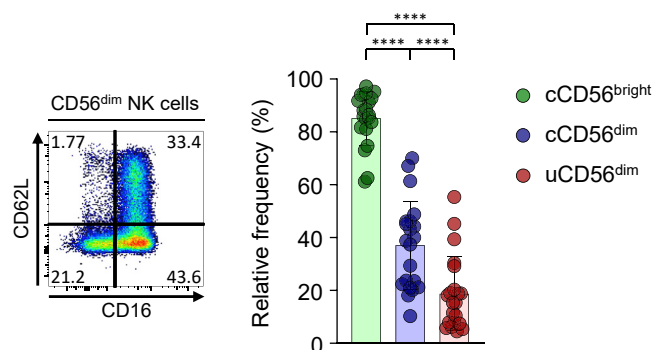 CD56dim NK cells
1.77 33.4
21.2 43.6
CD62L
CD16
****
**** ****
Relative frequency (%)
100
80
60
40
20
0
cCD56bright
cCD56dim
uCD56dim